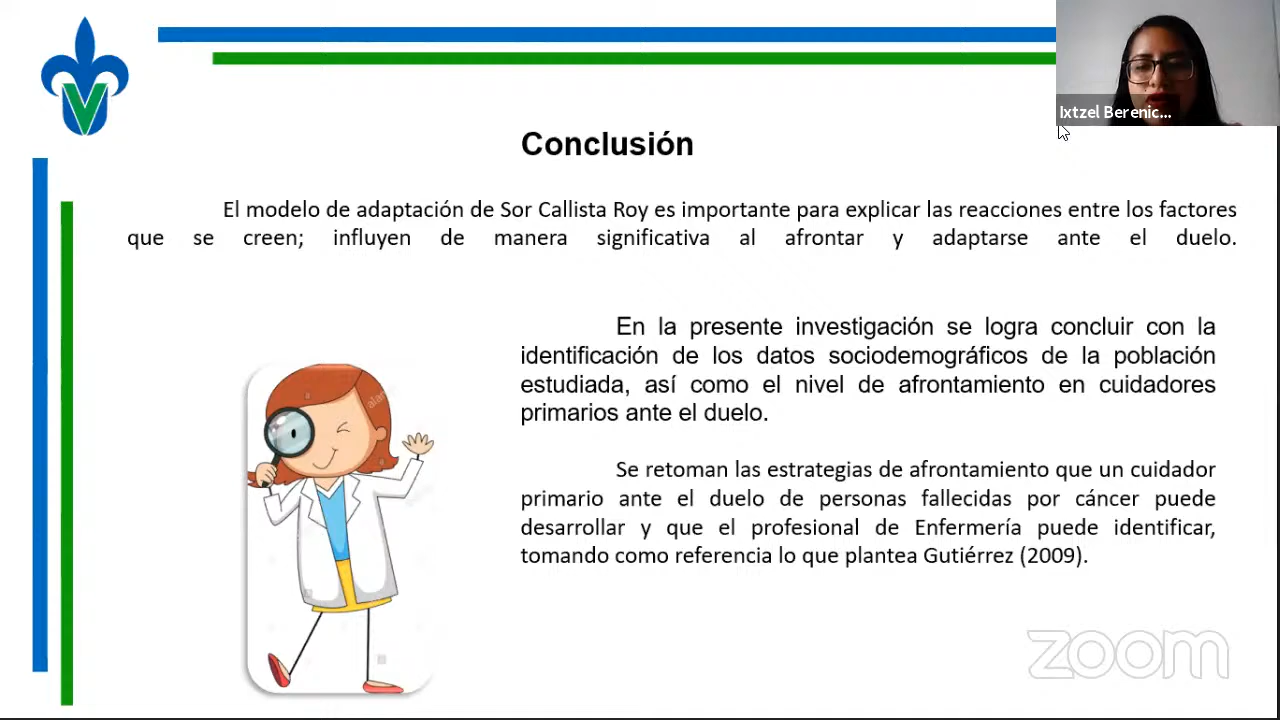 Ixtzel Berenic...
Conclusión
El modelo de adaptación de Sor Callista Roy es importante para explicar las reacciones entre los factores
que se creen; influyen de manera significativa al afrontar y adaptarse ante el duelo.
En la presente investigación se logra concluir con la
identificación de los datos sociodemográficos de la población
estudiada, así como el nivel de afrontamiento en cuidadores
primarios ante el duelo.
Se retoman las estrategias de afrontamiento que un cuidador
primario ante el duelo de personas fallecidas por cáncer puede
desarrollar y que el profesional de Enfermería puede identificar,
tomando como referencia lo que plantea Gutiérrez (2009).
zoom